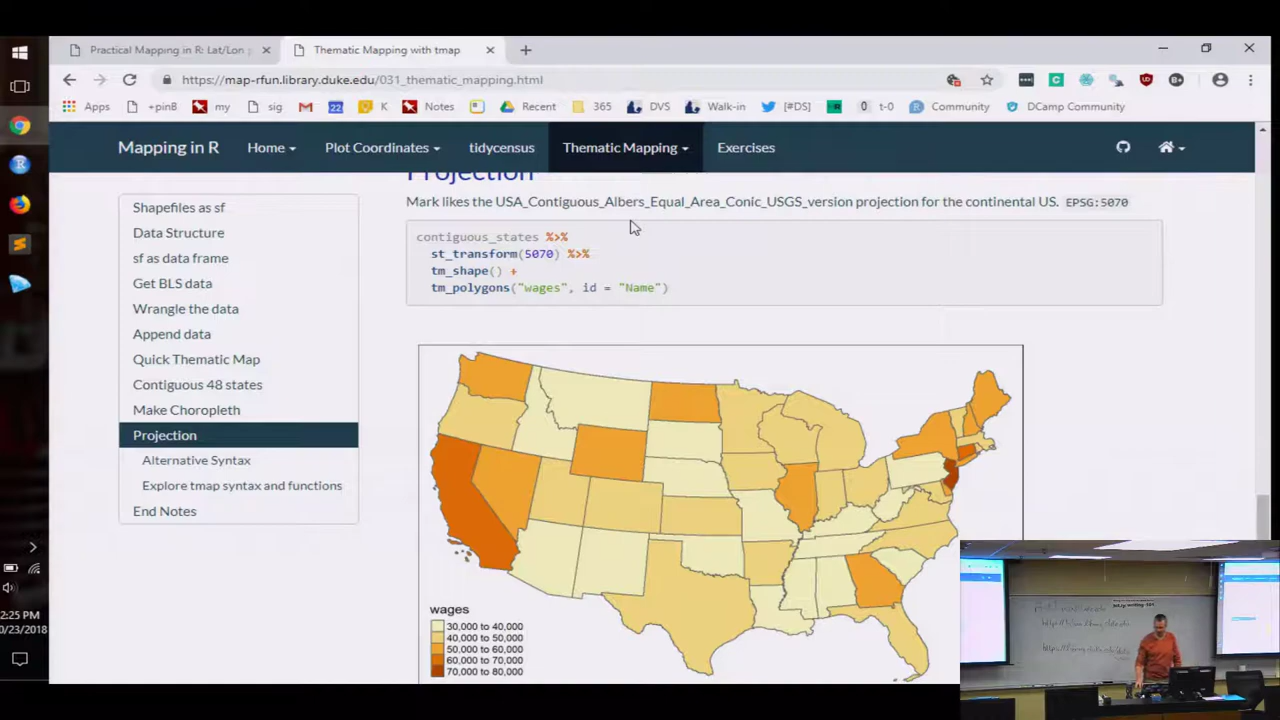 Practical Mapping in R: Lat/Lon
Thematic Mapping with tmap
https://map-rfun.library.duke.edu/031_thematic_mapping.html
Apps +pinB my sig 22 K Notes Recent 365 DVS Walk-in [#DS] t-0 Community DCamp Community
Mapping in R Home Plot Coordinates tidycensus Thematic Mapping Exercises
Shapefiles as sf
Data Structure
sf as data frame
Get BLS data
Wrangle the data
Append data
Quick Thematic Map
Contiguous 48 states
Make Choropleth
Projection
Alternative Syntax
Explore tmap syntax and functions
End Notes
Projection
Mark likes the USA_Contiguous_Albers_Equal_Area_Conic_USGS_version projection for the continental US. EPSG:5070
contiguous_states %>%
st_transform(5070) %>%
tm_shape() +
tm_polygons("wages", id = "Name")
wages
30,000 to 40,000
40,000 to 50,000
50,000 to 60,000
60,000 to 70,000
70,000 to 80,000
2:25 PM
0/23/2018